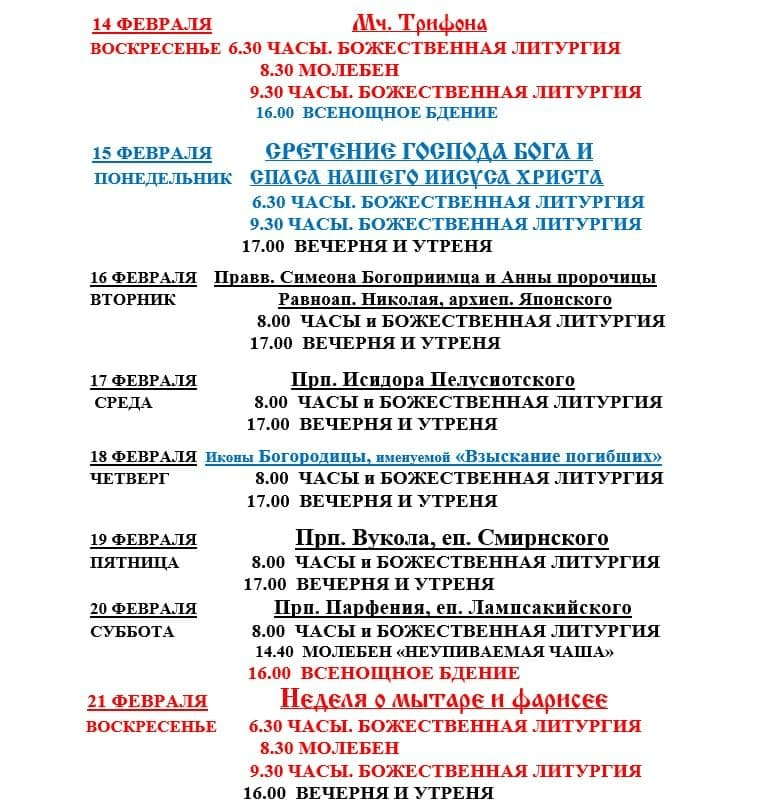 14 ФЕВРАЛЯ Мч. Трифона
ВОСКРЕСЕНЬЕ 6.30 ЧАСЫ. БОЖЕСТВЕННАЯ ЛИТУРГИЯ
8.30 МОЛЕБЕН
9.30 ЧАСЫ. БОЖЕСТВЕННАЯ ЛИТУРГИЯ
16.00 ВСЕНОЩНОЕ БДЕНИЕ
15 ФЕВРАЛЯ СРЕТЕНИЕ ГОСПОДА БОГА И
ПОНЕДЕЛЬНИК СПАСА НАШЕГО ИИСУСА ХРИСТА
6.30 ЧАСЫ. БОЖЕСТВЕННАЯ ЛИТУРГИЯ
9.30 ЧАСЫ. БОЖЕСТВЕННАЯ ЛИТУРГИЯ
17.00 ВЕЧЕРНЯ И УТРЕНЯ
16 ФЕВРАЛЯ Правв. Симеона Богоприимца и Анны пророчицы
ВТОРНИК Равноап. Николая, архиеп. Японского
8.00 ЧАСЫ и БОЖЕСТВЕННАЯ ЛИТУРГИЯ
17.00 ВЕЧЕРНЯ И УТРЕНЯ
17 ФЕВРАЛЯ Прп. Исидора Пелусиотского
СРЕДА 8.00 ЧАСЫ и БОЖЕСТВЕННАЯ ЛИТУРГИЯ
17.00 ВЕЧЕРНЯ И УТРЕНЯ
18 ФЕВРАЛЯ Иконы Богородицы, именуемой «Взыскание погибших»
ЧЕТВЕРГ 8.00 ЧАСЫ и БОЖЕСТВЕННАЯ ЛИТУРГИЯ
17.00 ВЕЧЕРНЯ И УТРЕНЯ
19 ФЕВРАЛЯ Прп. Вукола, еп. Смирнского
ПЯТНИЦА 8.00 ЧАСЫ и БОЖЕСТВЕННАЯ ЛИТУРГИЯ
17.00 ВЕЧЕРНЯ И УТРЕНЯ
20 ФЕВРАЛЯ Прп. Парфения, еп. Лампсакийского
СУББОТА 8.00 ЧАСЫ и БОЖЕСТВЕННАЯ ЛИТУРГИЯ
14.40 МОЛЕБЕН «НЕУПИВАЕМАЯ ЧАША»
16.00 ВСЕНОЩНОЕ БДЕНИЕ
21 ФЕВРАЛЯ Неделя о мытаре и фарисее
ВОСКРЕСЕНЬЕ 6.30 ЧАСЫ. БОЖЕСТВЕННАЯ ЛИТУРГИЯ
8.30 МОЛЕБЕН
9.30 ЧАСЫ. БОЖЕСТВЕННАЯ ЛИТУРГИЯ
16.00 ВЕЧЕРНЯ И УТРЕНЯ